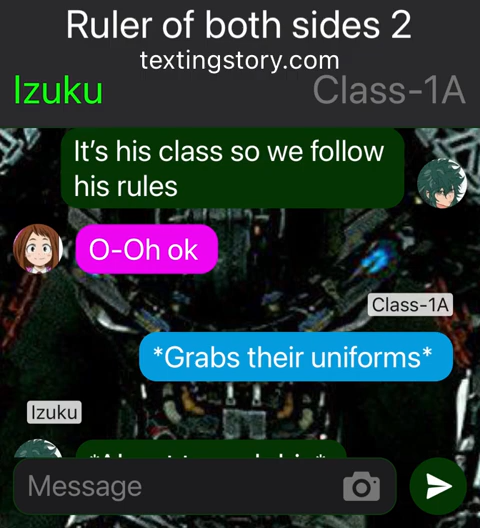 Ruler of both sides 2
textingstory.com
Izuku
Class-1A
It’s his class so we follow
his rules
O-Oh ok
Class-1A
*Grabs their uniforms*
Izuku
Message